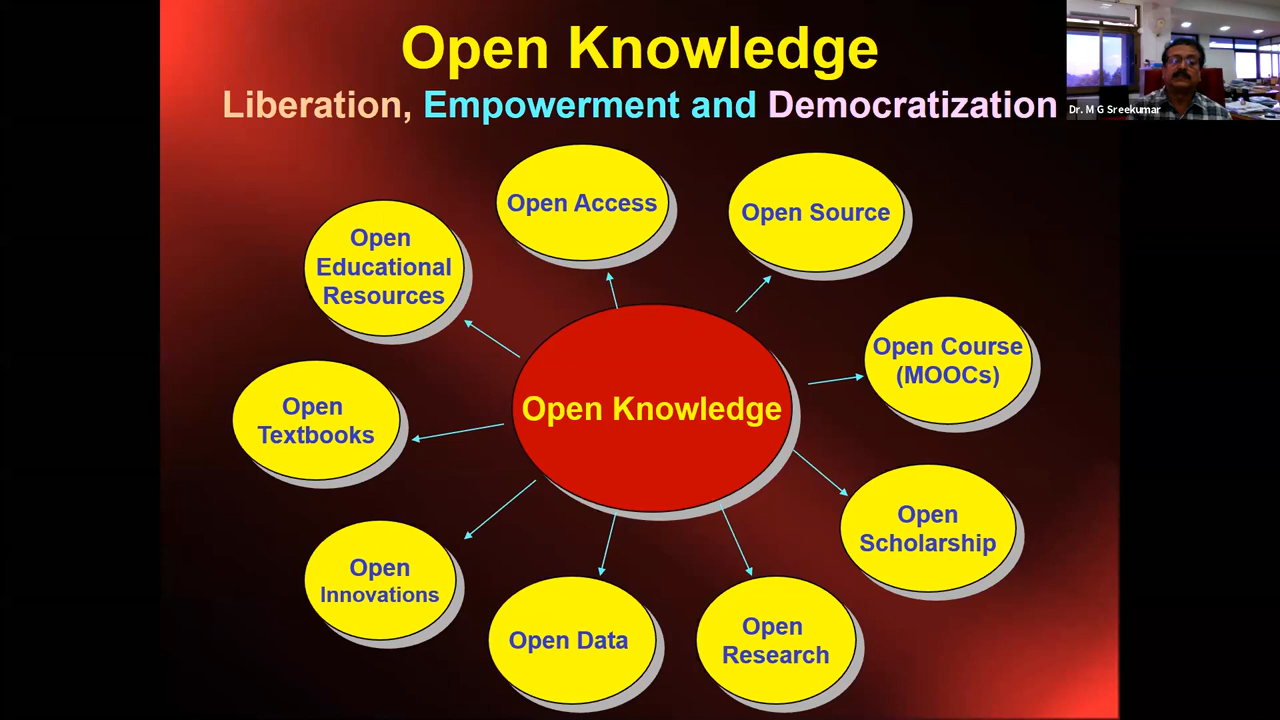 Open Knowledge
Liberation, Empowerment and Democratization
Dr. M G Sreekumar
Open Access
Open Source
Open
Educational
Resources
Open Course
(MOOCs)
Open Knowledge
Open
Textbooks
Open
Scholarship
Open
Innovations
Open Data
Open
Research